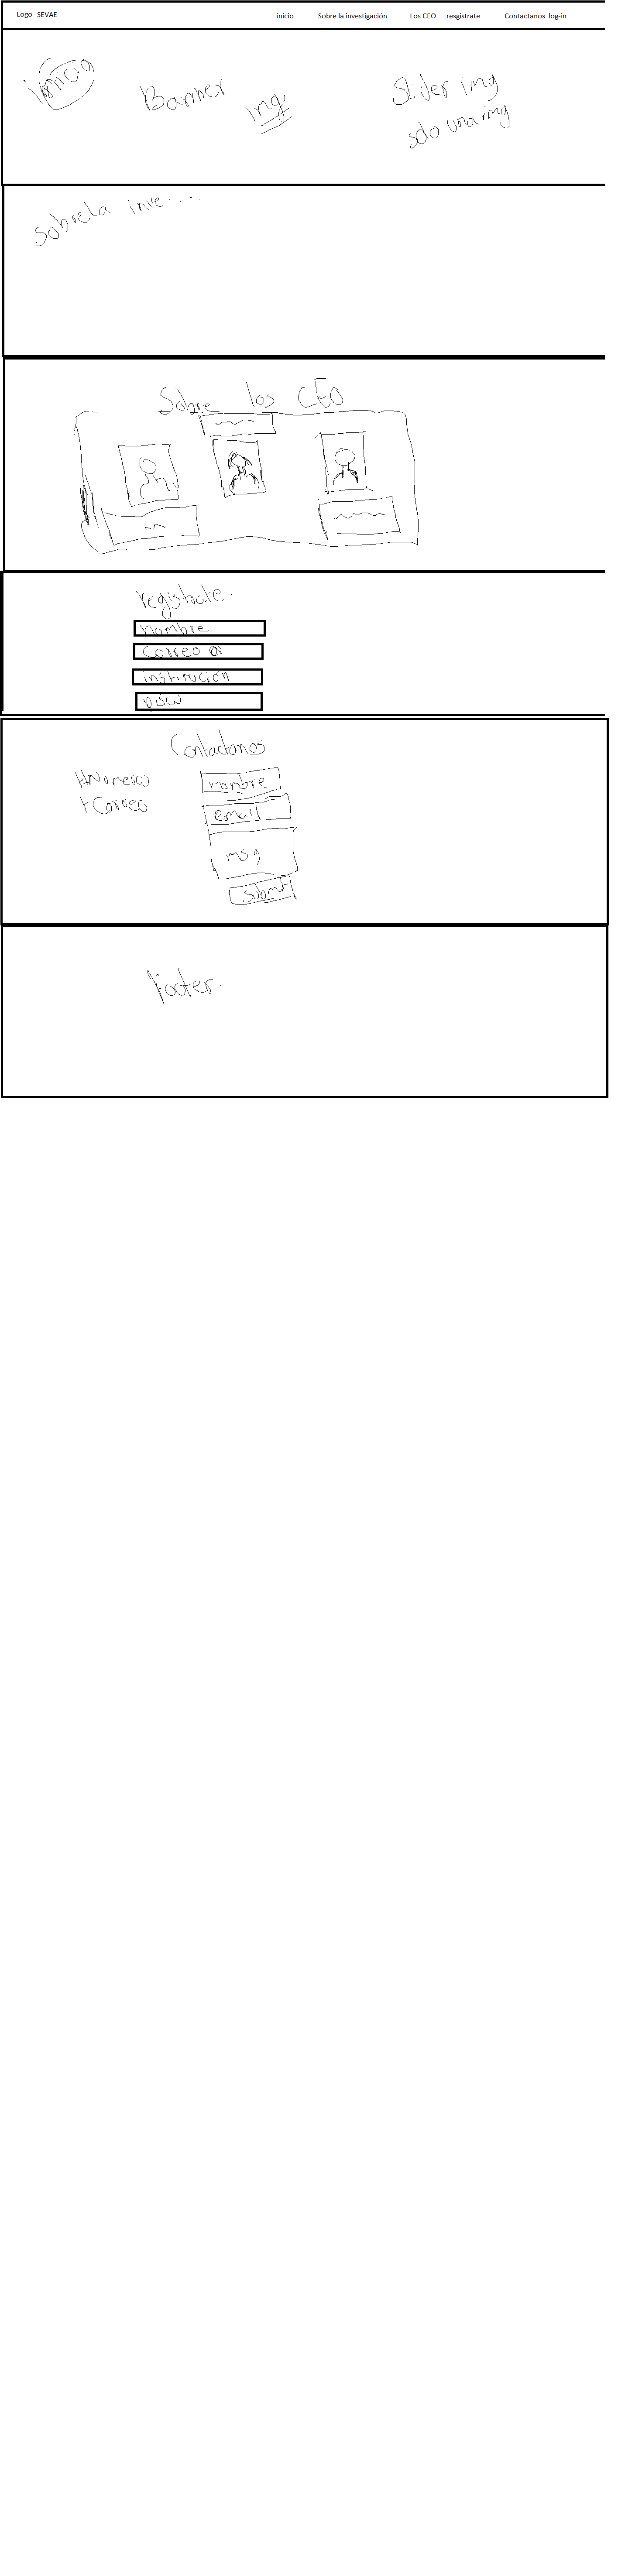 Logo SEVAE inicio Sobre la investigación Los CEO resgistrate Contactanos log-in
inicio
Banner
img
Slider img
solo una img
sobre la inve....
Sobre los CEO
registrate.
nombre
Correo @
institución
psw
Contactanos
+Numeros
+Correo
nombre
email
msg
submit
Footer